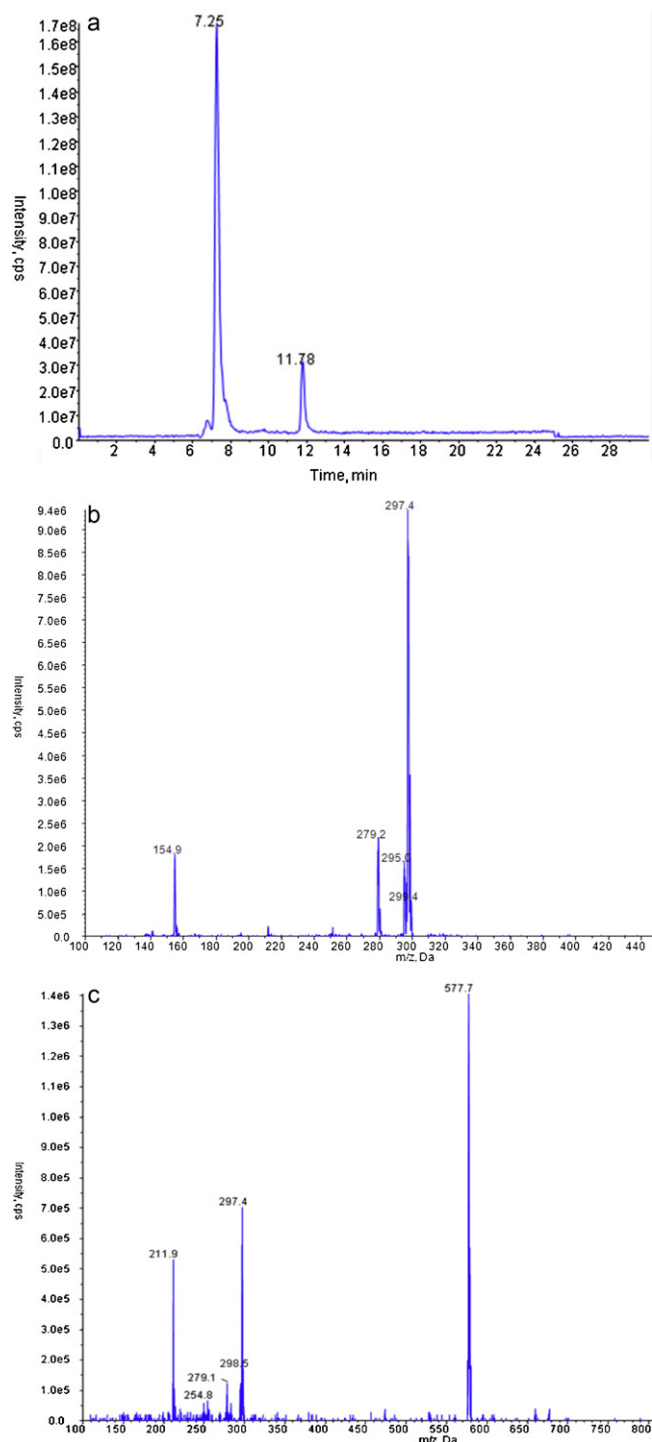 a
7.25
1.7e8
1.6e8
1.5e8
1.4e8
1.3e8
1.2e8
1.1e8
1.0e8
9.0e7
8.0e7
7.0e7
6.0e7
5.0e7
4.0e7
3.0e7
2.0e7
1.0e7
0.0
Intensity, cps
11.78
2 4 6 8 10 12 14 16 18 20 22 24 26 28
Time, min
b
297.4
9.4e6
9.0e6
8.5e6
8.0e6
7.5e6
7.0e6
6.5e6
6.0e6
5.5e6
5.0e6
4.5e6
4.0e6
3.5e6
3.0e6
2.5e6
2.0e6
1.5e6
1.0e6
5.0e5
0.0
Intensity, cps
154.9
279.2
295.0
299.4
100 120 140 160 180 200 220 240 260 280 300 320 340 360 380 400 420 440
m/z, Da
c
577.7
1.4e6
1.3e6
1.2e6
1.1e6
1.0e6
9.0e5
8.0e5
7.0e5
6.0e5
5.0e5
4.0e5
3.0e5
2.0e5
1.0e5
0.0
Intensity, cps
297.4
211.9
279.1
298.5
254.8
100 150 200 250 300 350 400 450 500 550 600 650 700 750 800
m/z, Da